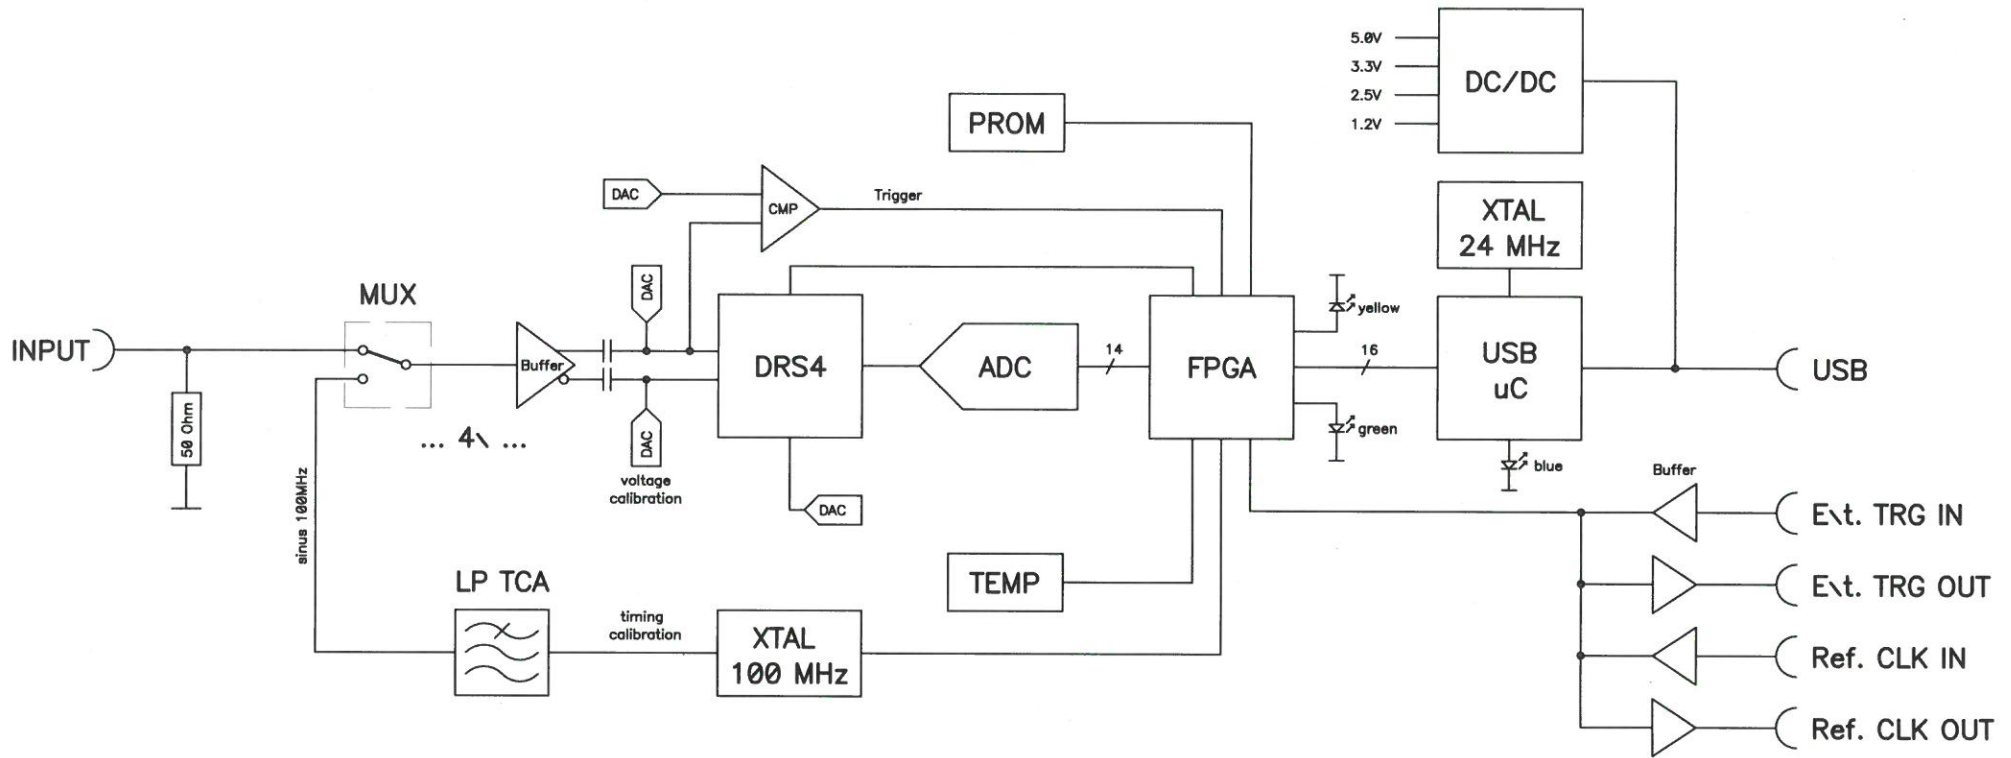 5.0V
3.3V
2.5V
1.2V
DC/DC
PROM
DAC
CMP
Trigger
XTAL
24 MHz
MUX
DAC
yellow
INPUT
Buffer
DRS4
ADC
14
FPGA
16
USB
uC
USB
50 Ohm
... 4\ ...
DAC
voltage
calibration
green
blue
Buffer
DAC
sinus 100MHz
E\t. TRG IN
LP TCA
TEMP
E\t. TRG OUT
timing
calibration
XTAL
100 MHz
Ref. CLK IN
Ref. CLK OUT